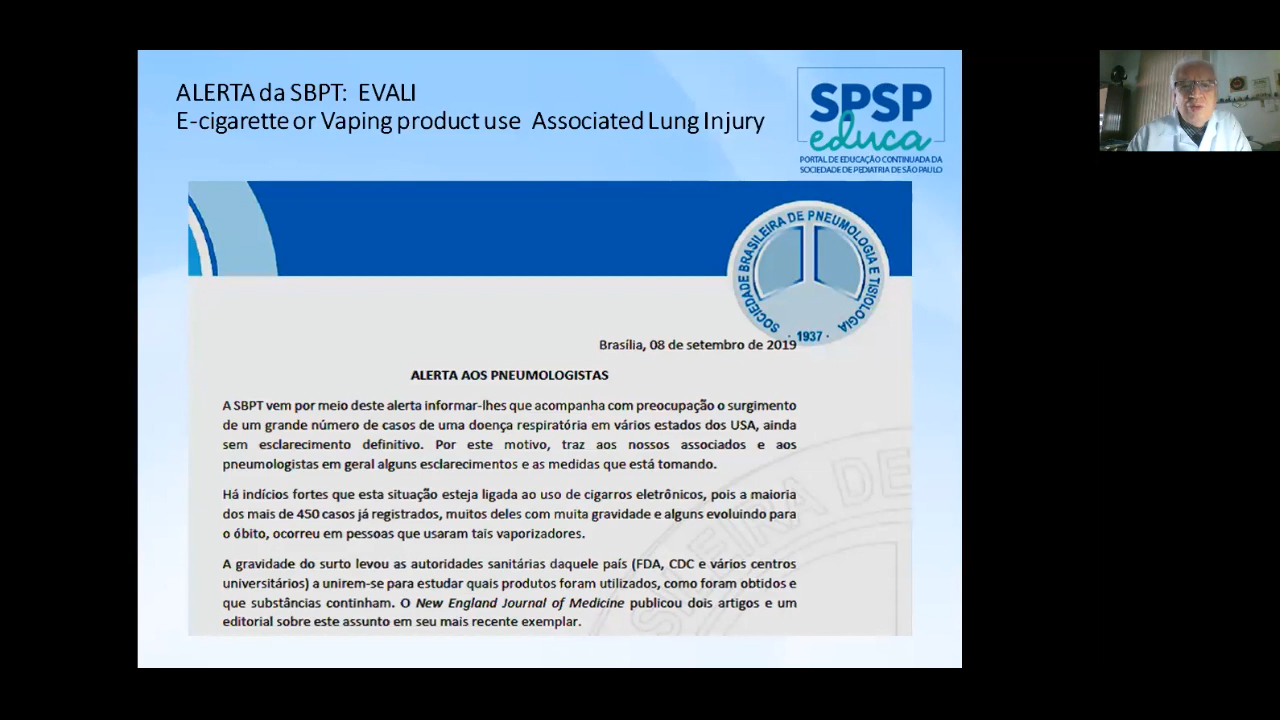 ALERTA da SBPT: EVALI
E-cigarette or Vaping product use Associated Lung Injury
SPSP
educa
PORTAL DE EDUCAÇÃO CONTINUADA DA
SOCIEDADE DE PEDIATRIA DE SÃO PAULO
SOCIEDADE BRASILEIRA DE PNEUMOLOGIA E TISIOLOGIA
· 1937 ·
Brasília, 08 de setembro de 2019
ALERTA AOS PNEUMOLOGISTAS
A SBPT vem por meio deste alerta informar-lhes que acompanha com preocupação o surgimento
de um grande número de casos de uma doença respiratória em vários estados dos USA, ainda
sem esclarecimento definitivo. Por este motivo, traz aos nossos associados e aos
pneumologistas em geral alguns esclarecimentos e as medidas que está tomando.
Há indícios fortes que esta situação esteja ligada ao uso de cigarros eletrônicos, pois a maioria
dos mais de 450 casos já registrados, muitos deles com muita gravidade e alguns evoluindo para
o óbito, ocorreu em pessoas que usaram tais vaporizadores.
A gravidade do surto levou as autoridades sanitárias daquele país (FDA, CDC e vários centros
universitários) a unirem-se para estudar quais produtos foram utilizados, como foram obtidos e
que substâncias continham. O New England Journal of Medicine publicou dois artigos e um
editorial sobre este assunto em seu mais recente exemplar.
SILEIRA DE